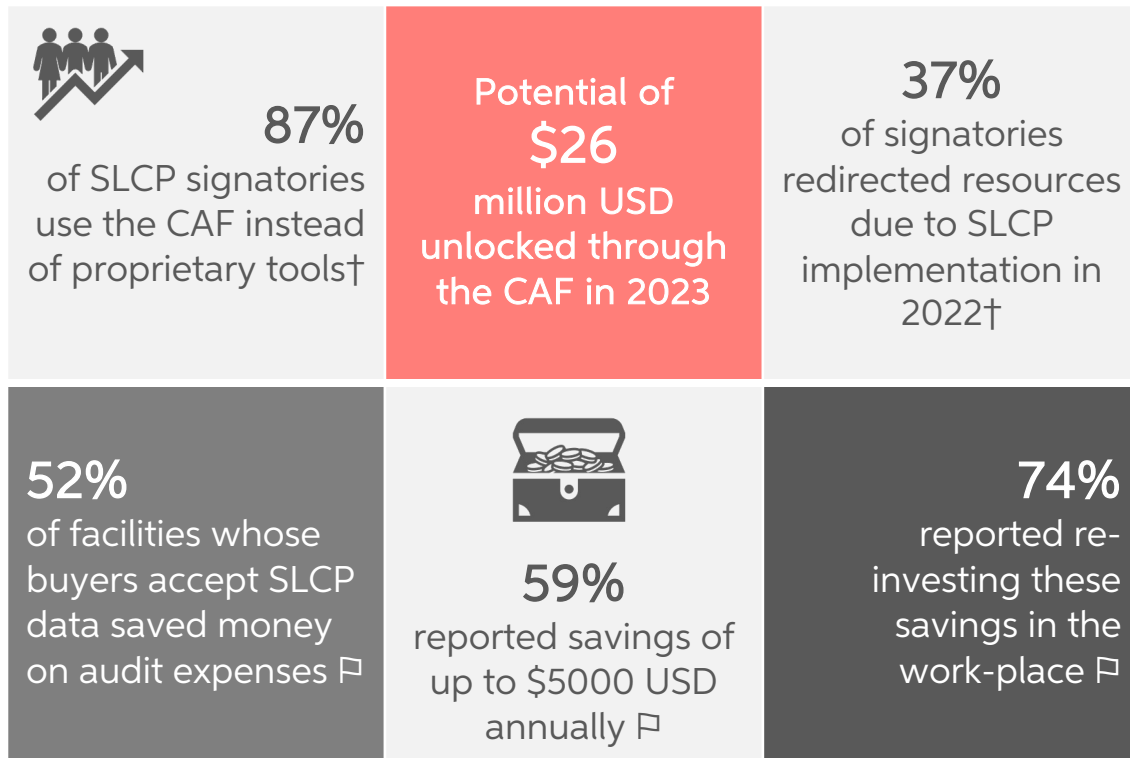 87%
of SLCP signatories
use the CAF instead
of proprietary tools†
Potential of
$26
million USD
unlocked through
the CAF in 2023
37%
of signatories
redirected resources
due to SLCP
implementation in
2022†
52%
of facilities whose
buyers accept SLCP
data saved money
on audit expenses ⚐
59%
reported savings of
up to $5000 USD
annually ⚐
74%
reported re-
investing these
savings in the
work-place ⚐